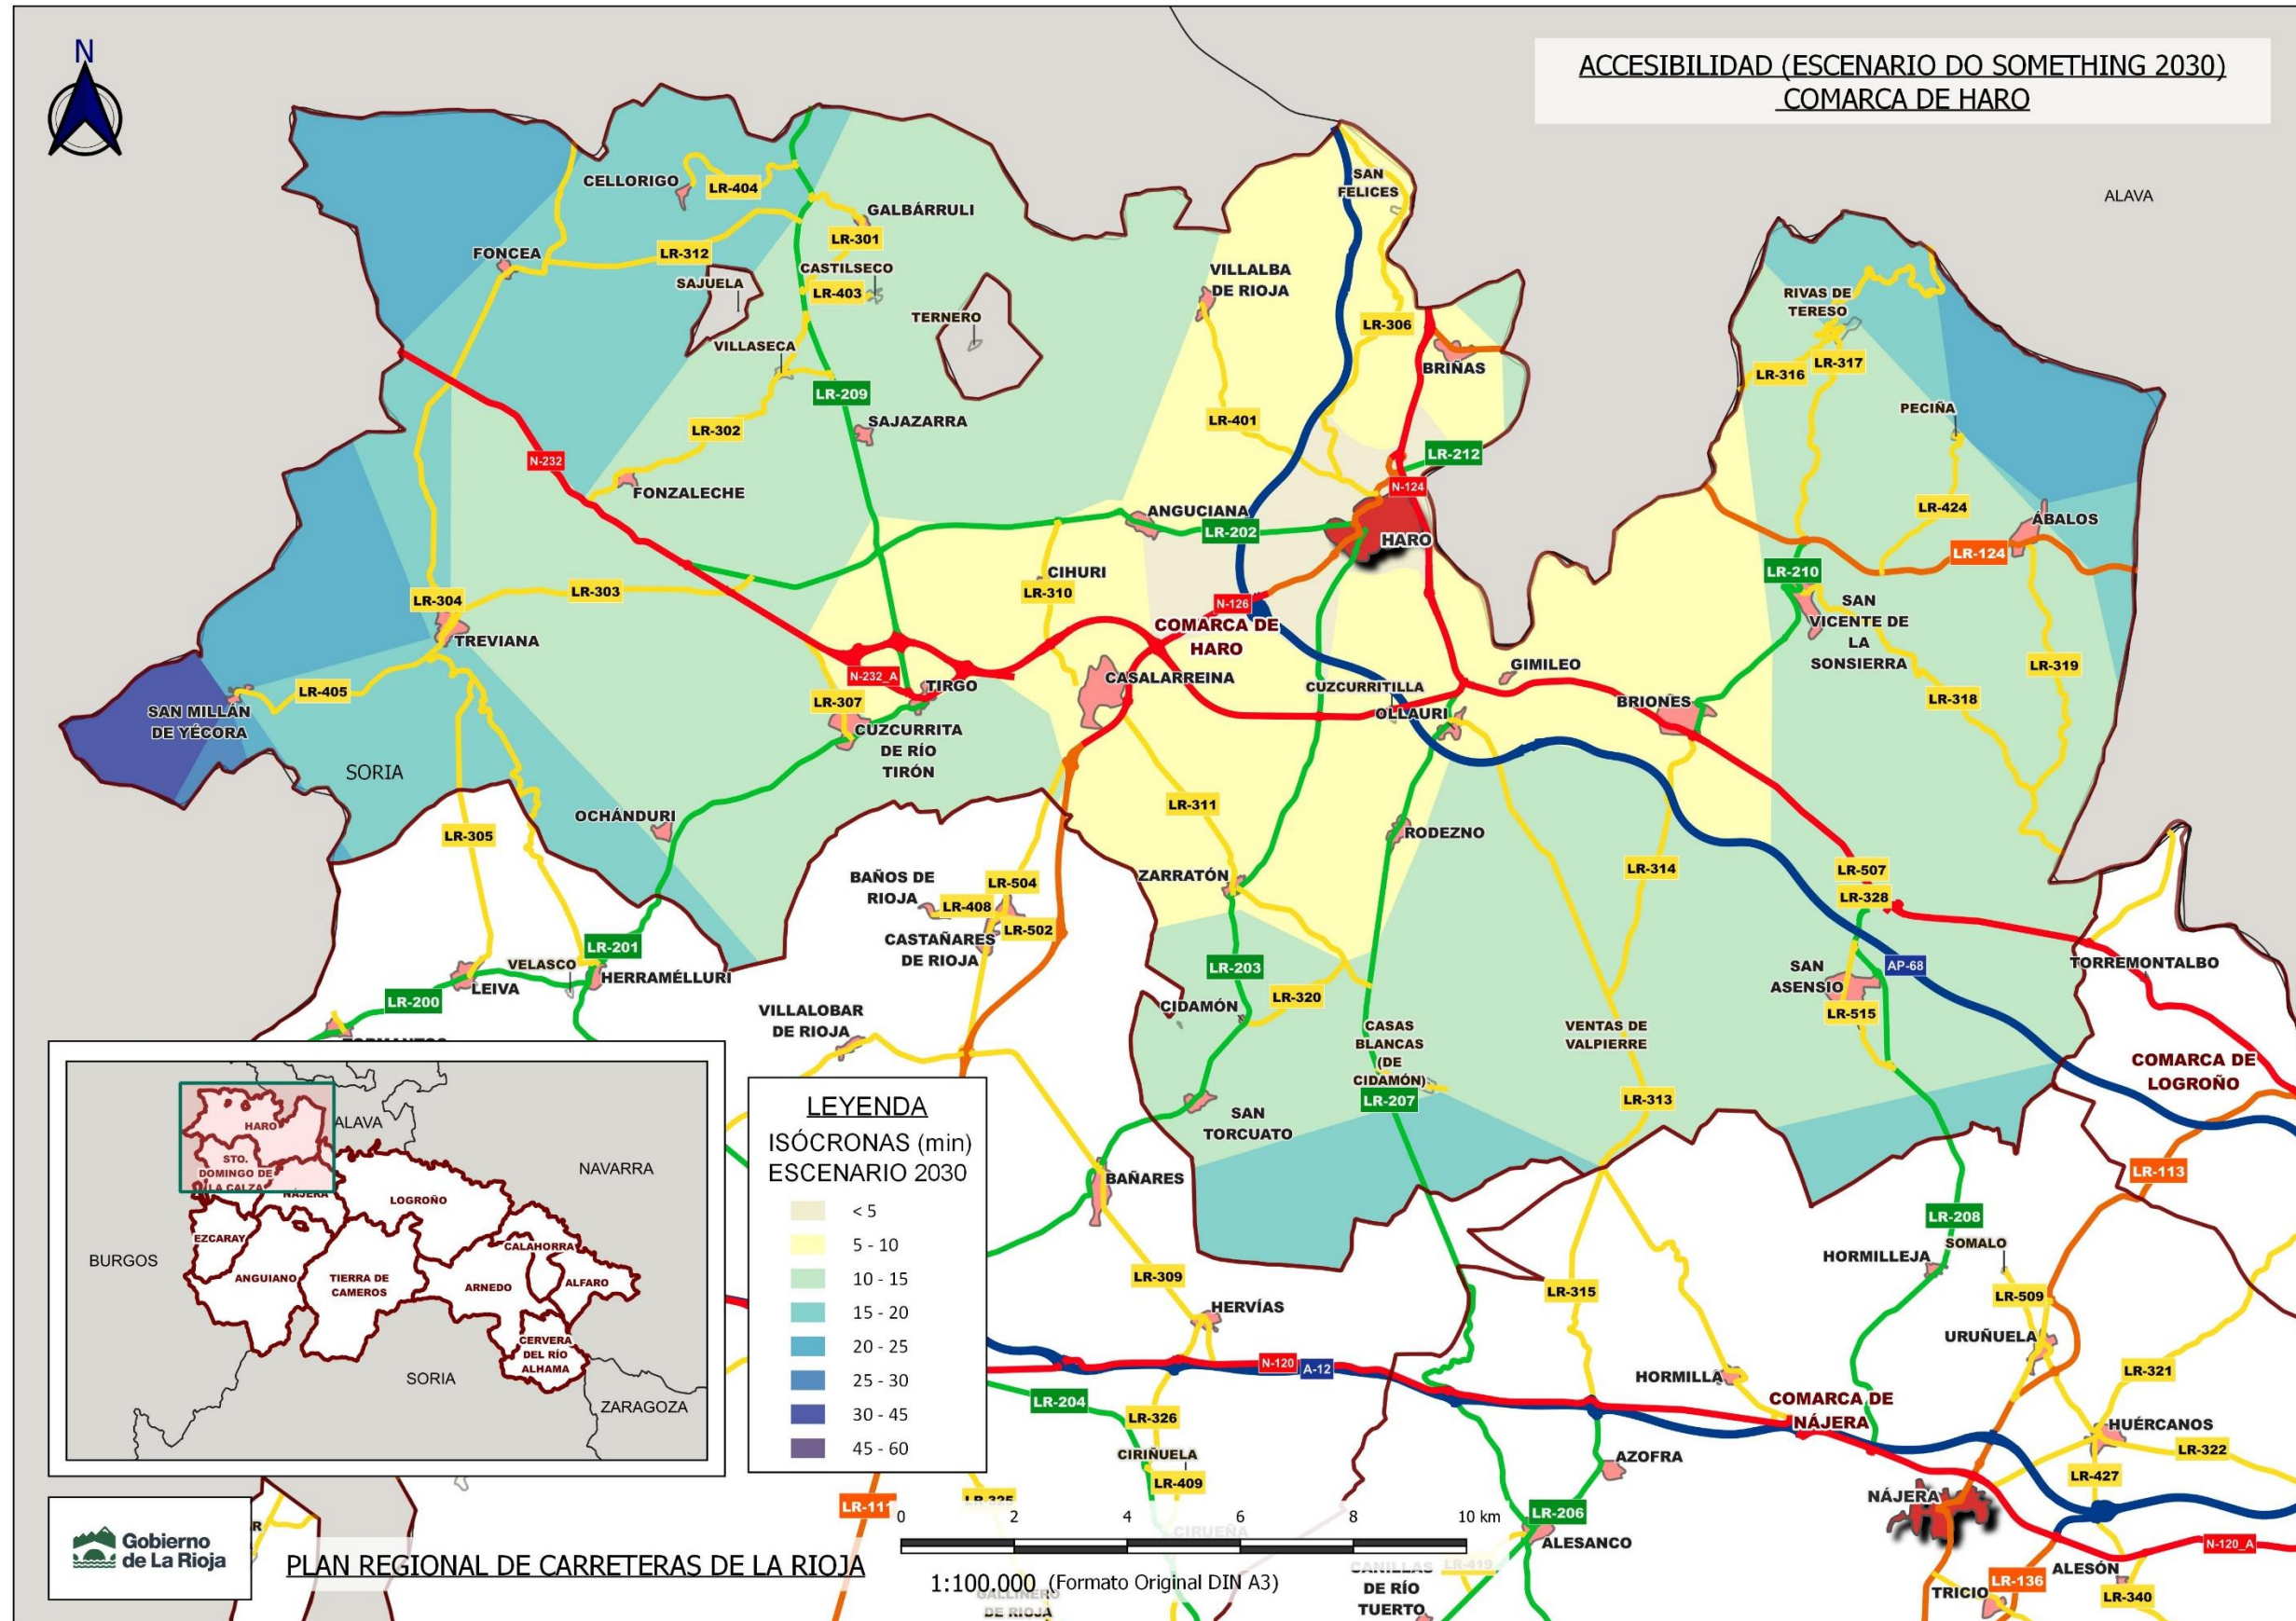 N
ACCESIBILIDAD (ESCENARIO DO SOMETHING 2030)
COMARCA DE HARO
ALAVA
SAN
FELICES
CELLORIGO
LR-404
GALBÁRRULI
LR-301
FONCEA
LR-312
CASTILSECO
SAJUELA
LR-403
VILLALBA
DE RIOJA
RIVAS DE
TERESO
TERNERO
LR-306
VILLASECA
BRIÑAS
LR-317
LR-316
LR-209
SAJAZARRA
LR-302
LR-401
PECIÑA
N-232
LR-212
FONZALECHE
N-124
ANGUCIANA
LR-202
HARO
LR-424
ÁBALOS
LR-124
CIHURI
LR-310
LR-303
LR-304
N-126
LR-210
TREVIANA
COMARCA DE
HARO
SAN
VICENTE DE
LA
SONSIERRA
GIMILEO
LR-319
N-232_A
TIRGO
CASALARREINA
CUZCURRITILLA
LR-405
LR-307
OLLAURI
BRIONES
LR-318
SAN MILLÁN
DE YÉCORA
CUZCURRITA
DE RÍO
TIRÓN
SORIA
OCHÁNDURI
LR-311
LR-305
RODEZNO
BAÑOS DE
RIOJA
LR-504
ZARRATÓN
LR-314
LR-507
LR-328
LR-408
LR-502
CASTAÑARES
DE RIOJA
LR-201
VELASCO
HERRAMÉLLURI
LEIVA
LR-200
LR-203
LR-320
SAN
ASENSIO
AP-68
TORREMONTALBO
LR-515
CIDAMÓN
VILLALOBAR
DE RIOJA
CASAS
BLANCAS
(DE
CIDAMÓN)
LR-207
VENTAS DE
VALPIERRE
COMARCA DE
LOGROÑO
LR-313
SAN
TORCUATO
LR-113
BAÑARES
LR-208
SOMALO
HORMILLEJA
LR-309
LR-315
LR-509
HERVÍAS
URUÑUELA
N-120
A-12
LR-321
HORMILLA
LR-204
LR-326
COMARCA DE
NÁJERA
HUÉRCANOS
LR-322
CIRIÑUELA
LR-409
AZOFRA
LR-427
NÁJERA
LR-206
ALESANCO
N-120_A
ALESÓN
LR-136
LR-340
TRICIO
LR-111
LR-325
CIRUEÑA
LR-419
CANILLAS
DE RÍO
TUERTO
GALLINERO
DE RIOJA
LEYENDA
ISÓCRONAS (min)
ESCENARIO 2030
< 5
5 - 10
10 - 15
15 - 20
20 - 25
25 - 30
30 - 45
45 - 60
HARO
ALAVA
STO.
DOMINGO DE
LA CALZA
NÁJERA
NAVARRA
LOGROÑO
EZCARAY
BURGOS
CALAHORRA
ANGUIANO
TIERRA DE
CAMEROS
ARNEDO
ALFARO
CERVERA
DEL RÍO
ALHAMA
SORIA
ZARAGOZA
Gobierno
de La Rioja
PLAN REGIONAL DE CARRETERAS DE LA RIOJA
0 2 4 6 8 10 km
1:100.000 (Formato Original DIN A3)